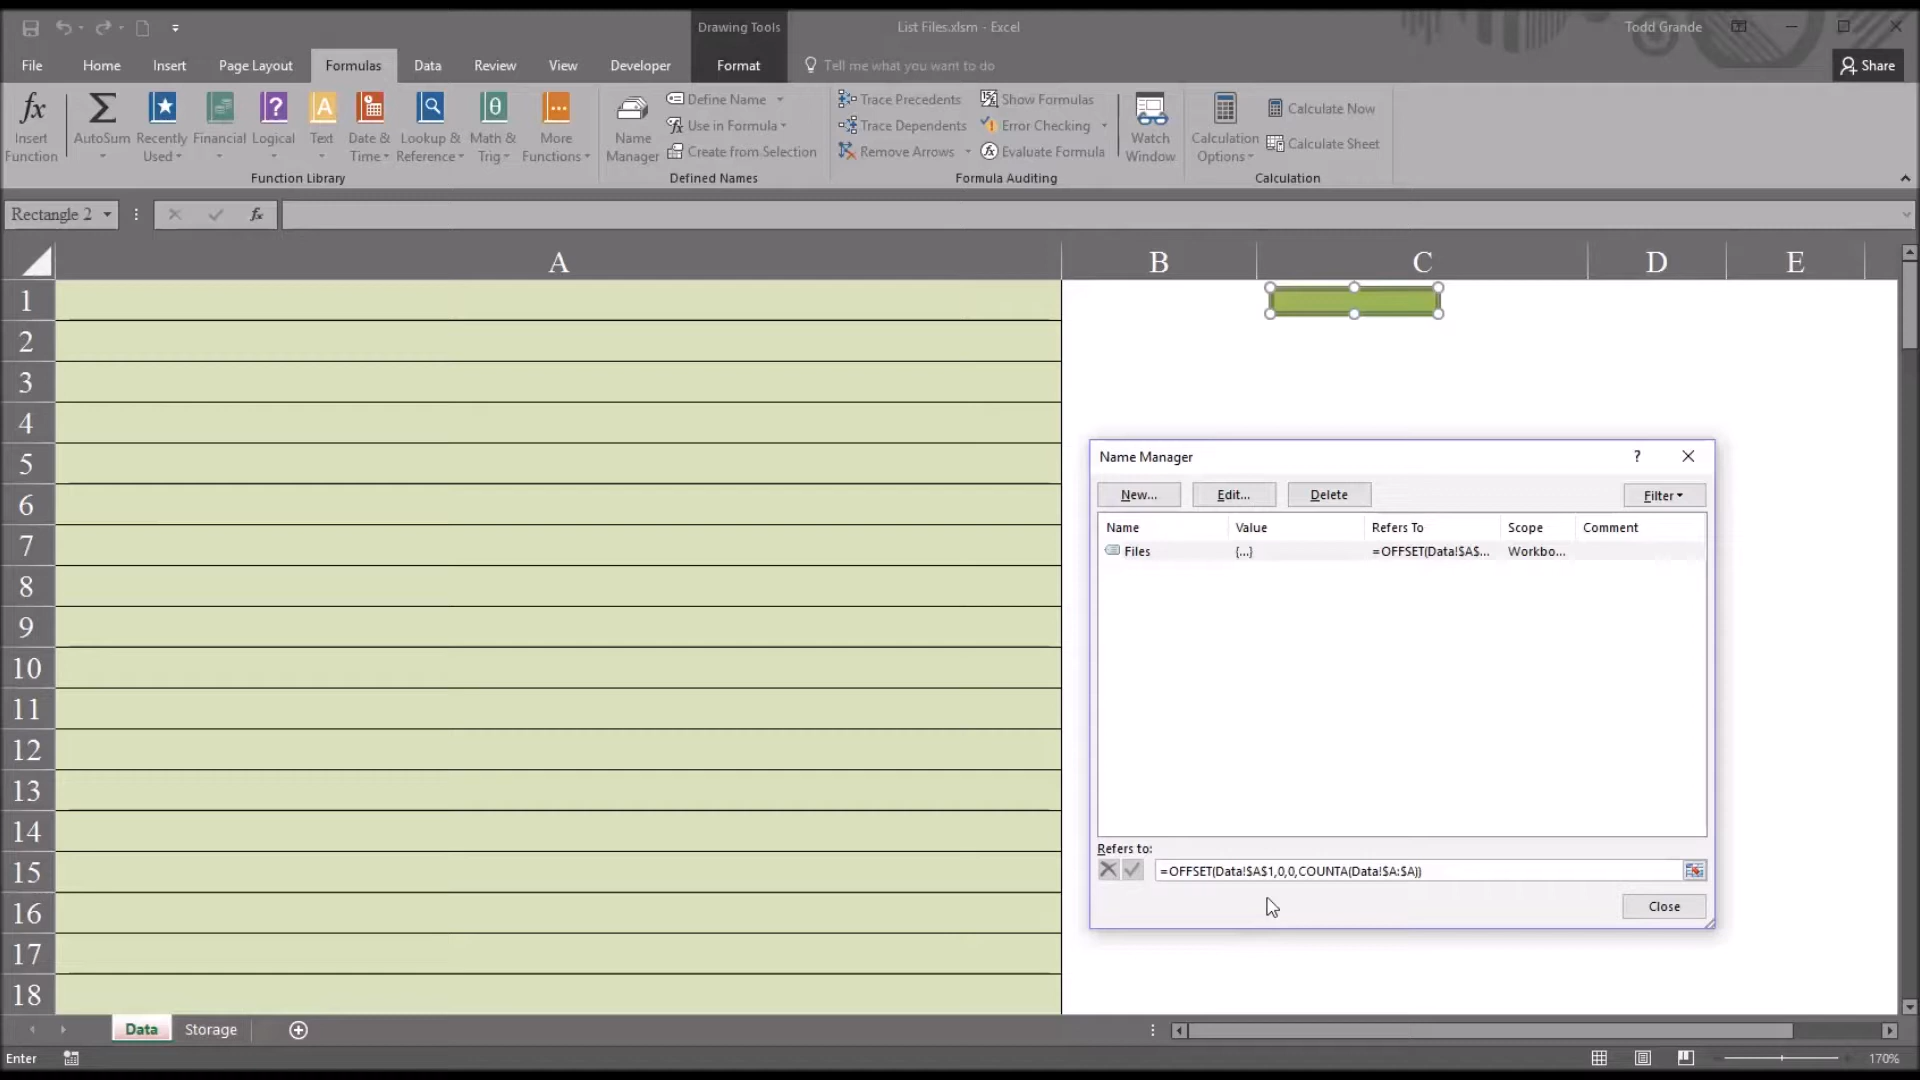 Drawing Tools
List Files.xlsm - Excel
Todd Grande
File Home Insert Page Layout Formulas Data Review View Developer Format Tell me what you want to do Share
fx Insert Function
Σ AutoSum
Recently Used
Financial
Logical
Text
Date & Time
Lookup & Reference
Math & Trig
More Functions
Function Library
Name Manager
Define Name
Use in Formula
Create from Selection
Defined Names
Trace Precedents
Trace Dependents
Remove Arrows
Show Formulas
Error Checking
Evaluate Formula
Formula Auditing
Watch Window
Calculation Options
Calculate Now
Calculate Sheet
Calculation
Rectangle 2 fx
A B C D E
1
2
3
4
5
6
7
8
9
10
11
12
13
14
15
16
17
18
Name Manager ?
New... Edit... Delete Filter
Name Value Refers To Scope Comment
Files {...} =OFFSET(Data!$A$... Workbo...
Refers to:
=OFFSET(Data!$A$1,0,0,COUNTA(Data!$A:$A))
Close
Data Storage
Enter 170%